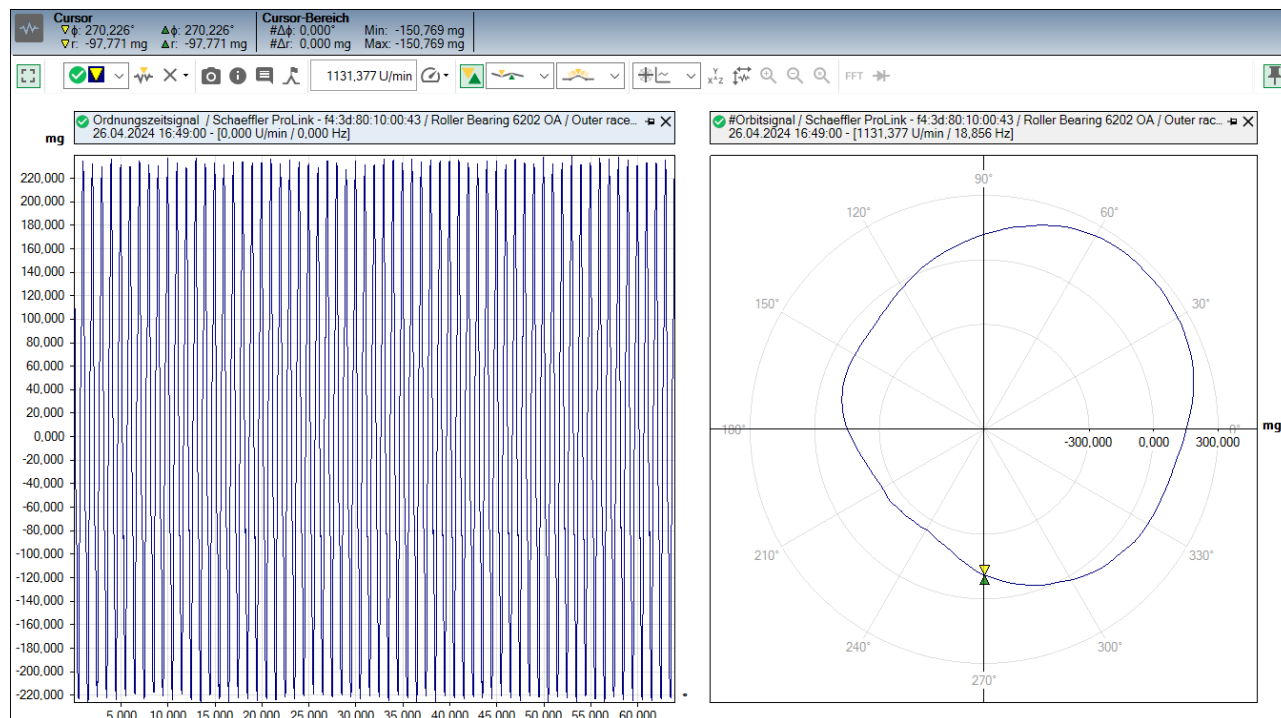 Cursor
ϕ: 270,226°
ϕ: 270,226°
r: -97,771 mg
r: -97,771 mg
Cursor-Bereich
#Δϕ: 0,000°
Min: -150,769 mg
#Δr: 0,000 mg
Max: -150,769 mg
1131,377 U/min
Y
X Z
FFT
Ordnungszeitsignal / Schaeffler ProLink - f4:3d:80:10:00:43 / Roller Bearing 6202 OA / Outer race...
26.04.2024 16:49:00 - [0,000 U/min / 0,000 Hz]
mg
220,000
200,000
180,000
160,000
140,000
120,000
100,000
80,000
60,000
40,000
20,000
0,000
-20,000
-40,000
-60,000
-80,000
-100,000
-120,000
-140,000
-160,000
-180,000
-200,000
-220,000
5,000 10,000 15,000 20,000 25,000 30,000 35,000 40,000 45,000 50,000 55,000 60,000
#Orbitsignal / Schaeffler ProLink - f4:3d:80:10:00:43 / Roller Bearing 6202 OA / Outer rac...
26.04.2024 16:49:00 - [1131,377 U/min / 18,856 Hz]
90°
120°
60°
150°
30°
180°
0°
mg
-300,000 0,000 300,000
210°
330°
240°
300°
270°